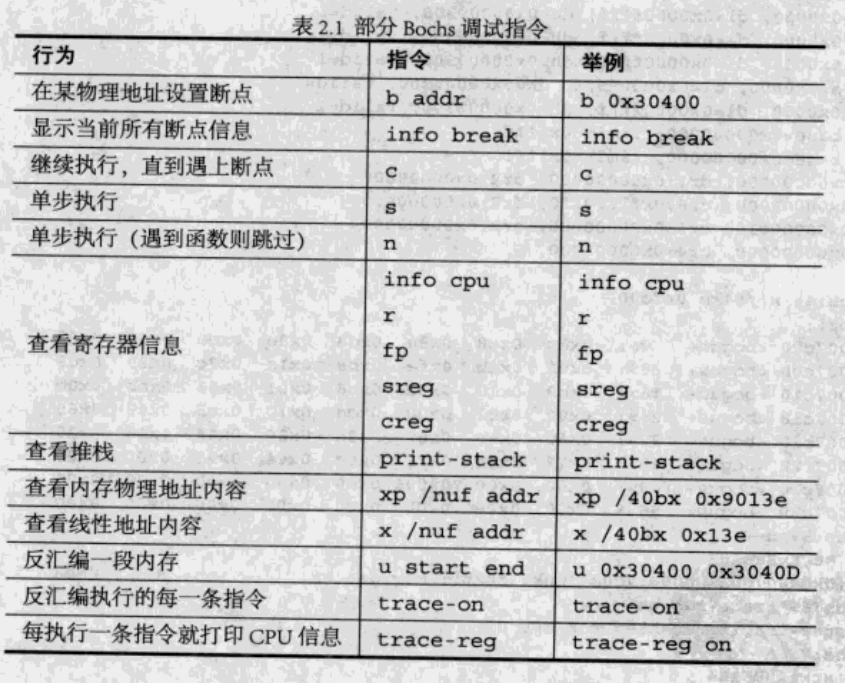 表 2.1 部分 Bochs 调试指令
行为 指令 举例
在某物理地址设置断点 b addr b 0x30400
显示当前所有断点信息 info break info break
继续执行，直到遇上断点 c c
单步执行 s s
单步执行（遇到函数则跳过） n n
查看寄存器信息 info cpu info cpu
r r
fp fp
sreg sreg
creg creg
查看堆栈 print-stack print-stack
查看内存物理地址内容 xp /nuf addr xp /40bx 0x9013e
查看线性地址内容 x /nuf addr x /40bx 0x13e
反汇编一段内存 u start end u 0x30400 0x3040D
反汇编执行的每一条指令 trace-on trace-on
每执行一条指令就打印 CPU 信息 trace-reg trace-reg on